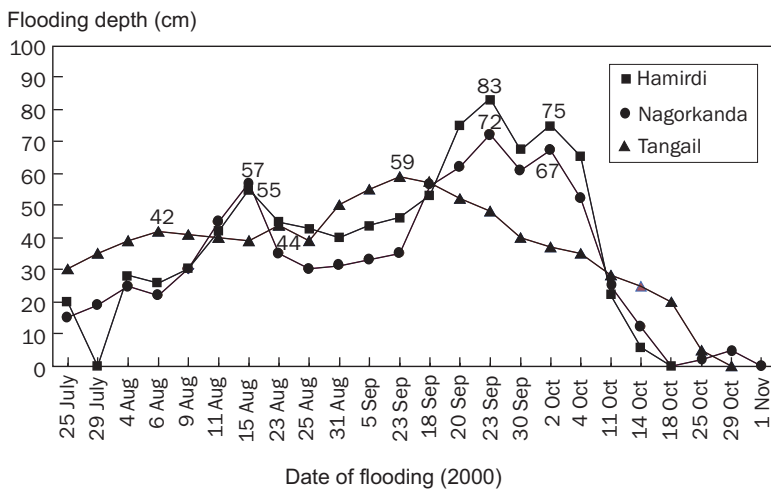 Flooding depth (cm)
100
90
80
70
60
50
40
30
20
10
0
42
57
55
44
59
83
72
75
67
Hamirdi
Nagorkanda
Tangail
25 July
29 July
4 Aug
6 Aug
9 Aug
11 Aug
15 Aug
23 Aug
25 Aug
31 Aug
5 Sep
23 Sep
18 Sep
20 Sep
23 Sep
30 Sep
2 Oct
4 Oct
11 Oct
14 Oct
18 Oct
25 Oct
29 Oct
1 Nov
Date of flooding (2000)